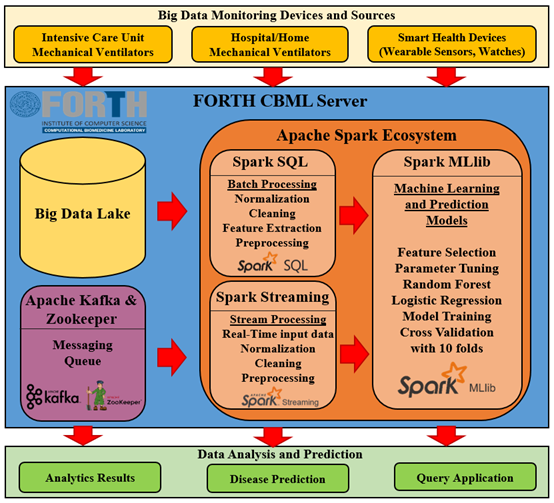 Big Data Monitoring Devices and Sources
Intensive Care Unit
Mechanical Ventilators
Hospital/Home
Mechanical Ventilators
Smart Health Devices
(Wearable Sensors, Watches)
FORTH
INSTITUTE OF COMPUTER SCIENCE
COMPUTATIONAL BIOMEDICINE LABORATORY
FORTH CBML Server
Big Data Lake
Apache Kafka &
Zookeeper
Messaging
Queue
kafka
ZooKeeper
Apache Spark Ecosystem
Spark SQL
Batch Processing
Normalization
Cleaning
Feature Extraction
Preprocessing
Spark SQL
Spark Streaming
Stream Processing
Real-Time input data
Normalization
Cleaning
Preprocessing
Spark Streaming
Spark MLlib
Machine Learning
and Prediction
Models
Feature Selection
Parameter Tuning
Random Forest
Logistic Regression
Model Training
Cross Validation
with 10 folds
Spark MLlib
Data Analysis and Prediction
Analytics Results
Disease Prediction
Query Application